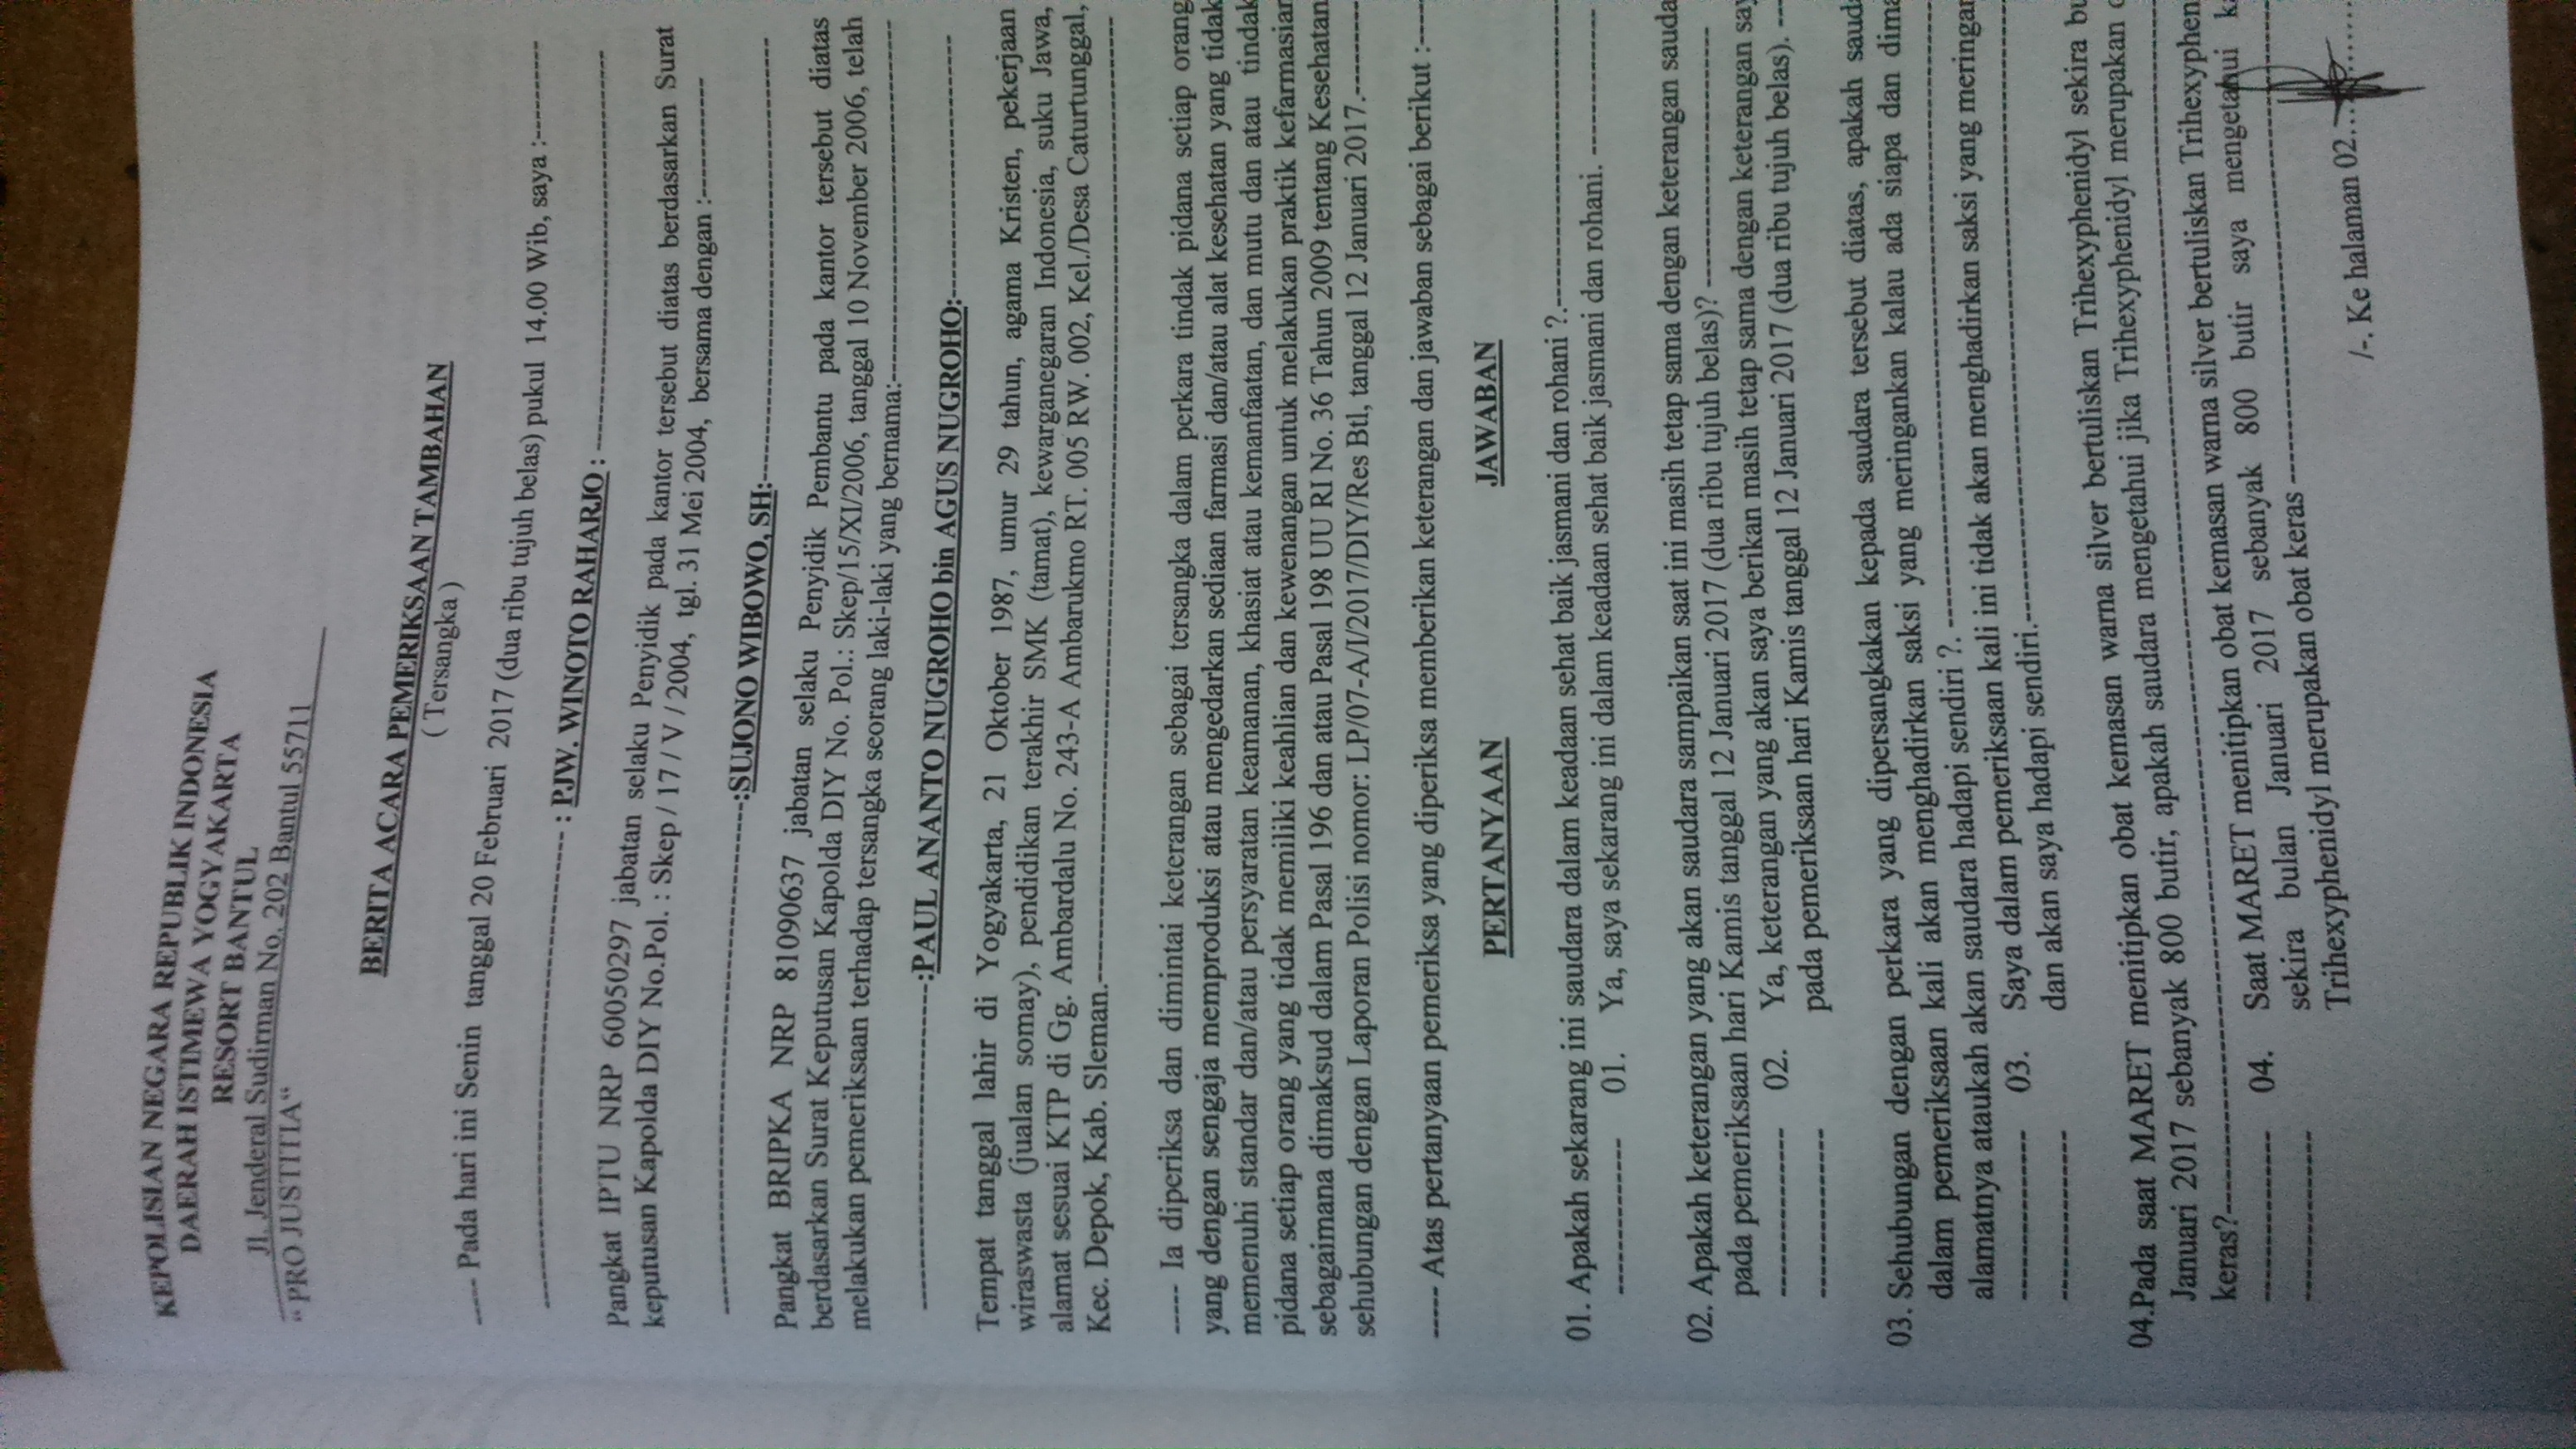 KEPOLISIAN NEGARA REPUBLIK INDONESIA
DAERAH ISTIMEWA YOGYAKARTA
RESORT BANTUL
Jl. Jenderal Sudirman No. 202 Bantul 55711
“ PRO JUSTITIA “
BERITA ACARA PEMERIKSAAN TAMBAHAN
( Tersangka )
---- Pada hari ini Senin tanggal 20 Februari 2017 (dua ribu tujuh belas) pukul 14.00 Wib, saya :----------
---------------------------------------------------- : PJW. WINOTO RAHARJO : --------------------------------------------
Pangkat IPTU NRP 60050297 jabatan selaku Penyidik pada kantor tersebut diatas berdasarkan Surat
keputusan Kapolda DIY No.Pol. : Skep / 17 / V / 2004, tgl. 31 Mei 2004, bersama dengan :------------
--------------------------------------------------------:SUJONO WIBOWO, SH:------------------------------------------------
Pangkat BRIPKA NRP 81090637 jabatan selaku Penyidik Pembantu pada kantor tersebut diatas
berdasarkan Surat Keputusan Kapolda DIY No. Pol.: Skep/15/XI/2006, tanggal 10 November 2006, telah
melakukan pemeriksaan terhadap tersangka seorang laki-laki yang bernama:--------------------------------------
-----------------------------------:PAUL ANANTO NUGROHO bin AGUS NUGROHO:----------------------------
Tempat tanggal lahir di Yogyakarta, 21 Oktober 1987, umur 29 tahun, agama Kristen, pekerjaan
wiraswasta (jualan somay), pendidikan terakhir SMK (tamat), kewarganegaran Indonesia, suku Jawa,
alamat sesuai KTP di Gg. Ambardalu No. 243-A Ambarukmo RT. 005 RW. 002, Kel./Desa Caturtunggal,
Kec. Depok, Kab. Sleman.----------------------------------------------------------------------------------------------
---- Ia diperiksa dan dimintai keterangan sebagai tersangka dalam perkara tindak pidana setiap orang
yang dengan sengaja memproduksi atau mengedarkan sediaan farmasi dan/atau alat kesehatan yang tidak
memenuhi standar dan/atau persyaratan keamanan, khasiat atau kemanfaatan, dan mutu dan atau tindak
pidana setiap orang yang tidak memiliki keahlian dan kewenangan untuk melakukan praktik kefarmasian
sebagaimana dimaksud dalam Pasal 196 dan atau Pasal 198 UU RI No. 36 Tahun 2009 tentang Kesehatan
sehubungan dengan Laporan Polisi nomor: LP/07-A/I/2017/DIY/Res Btl, tanggal 12 Januari 2017.---------
----- Atas pertanyaan pemeriksa yang diperiksa memberikan keterangan dan jawaban sebagai berikut :----
PERTANYAAN JAWABAN
01. Apakah sekarang ini saudara dalam keadaan sehat baik jasmani dan rohani ?.-------------------------------
---------------- 01. Ya, saya sekarang ini dalam keadaan sehat baik jasmani dan rohani. ---------------
02. Apakah keterangan yang akan saudara sampaikan saat ini masih tetap sama dengan keterangan sauda
pada pemeriksaan hari Kamis tanggal 12 Januari 2017 (dua ribu tujuh belas)? --------------------------
----------------- 02. Ya, keterangan yang akan saya berikan masih tetap sama dengan keterangan say
----------------- pada pemeriksaan hari Kamis tanggal 12 Januari 2017 (dua ribu tujuh belas). ---
03. Sehubungan dengan perkara yang dipersangkakan kepada saudara tersebut diatas, apakah saud
dalam pemeriksaan kali akan menghadirkan saksi yang meringankan kalau ada siapa dan dima
alamatnya ataukah akan saudara hadapi sendiri ?. ---------------------------------------------------------------
----------------- 03. Saya dalam pemeriksaan kali ini tidak akan menghadirkan saksi yang meringan
----------------- dan akan saya hadapi sendiri.-----------------------------------------------------------------
04.Pada saat MARET menitipkan obat kemasan warna silver bertuliskan Trihexyphenidyl sekira bu
Januari 2017 sebanyak 800 butir, apakah saudara mengetahui jika Trihexyphenidyl merupakan o
keras?---------------------------------------------------------------------------------------------------------------
----------------- 04. Saat MARET menitipkan obat kemasan warna silver bertuliskan Trihexyphen
----------------- sekira bulan Januari 2017 sebanyak 800 butir saya mengetahui ka
Trihexyphenidyl merupakan obat keras ---------------------------------------------------
/-. Ke halaman 02...........